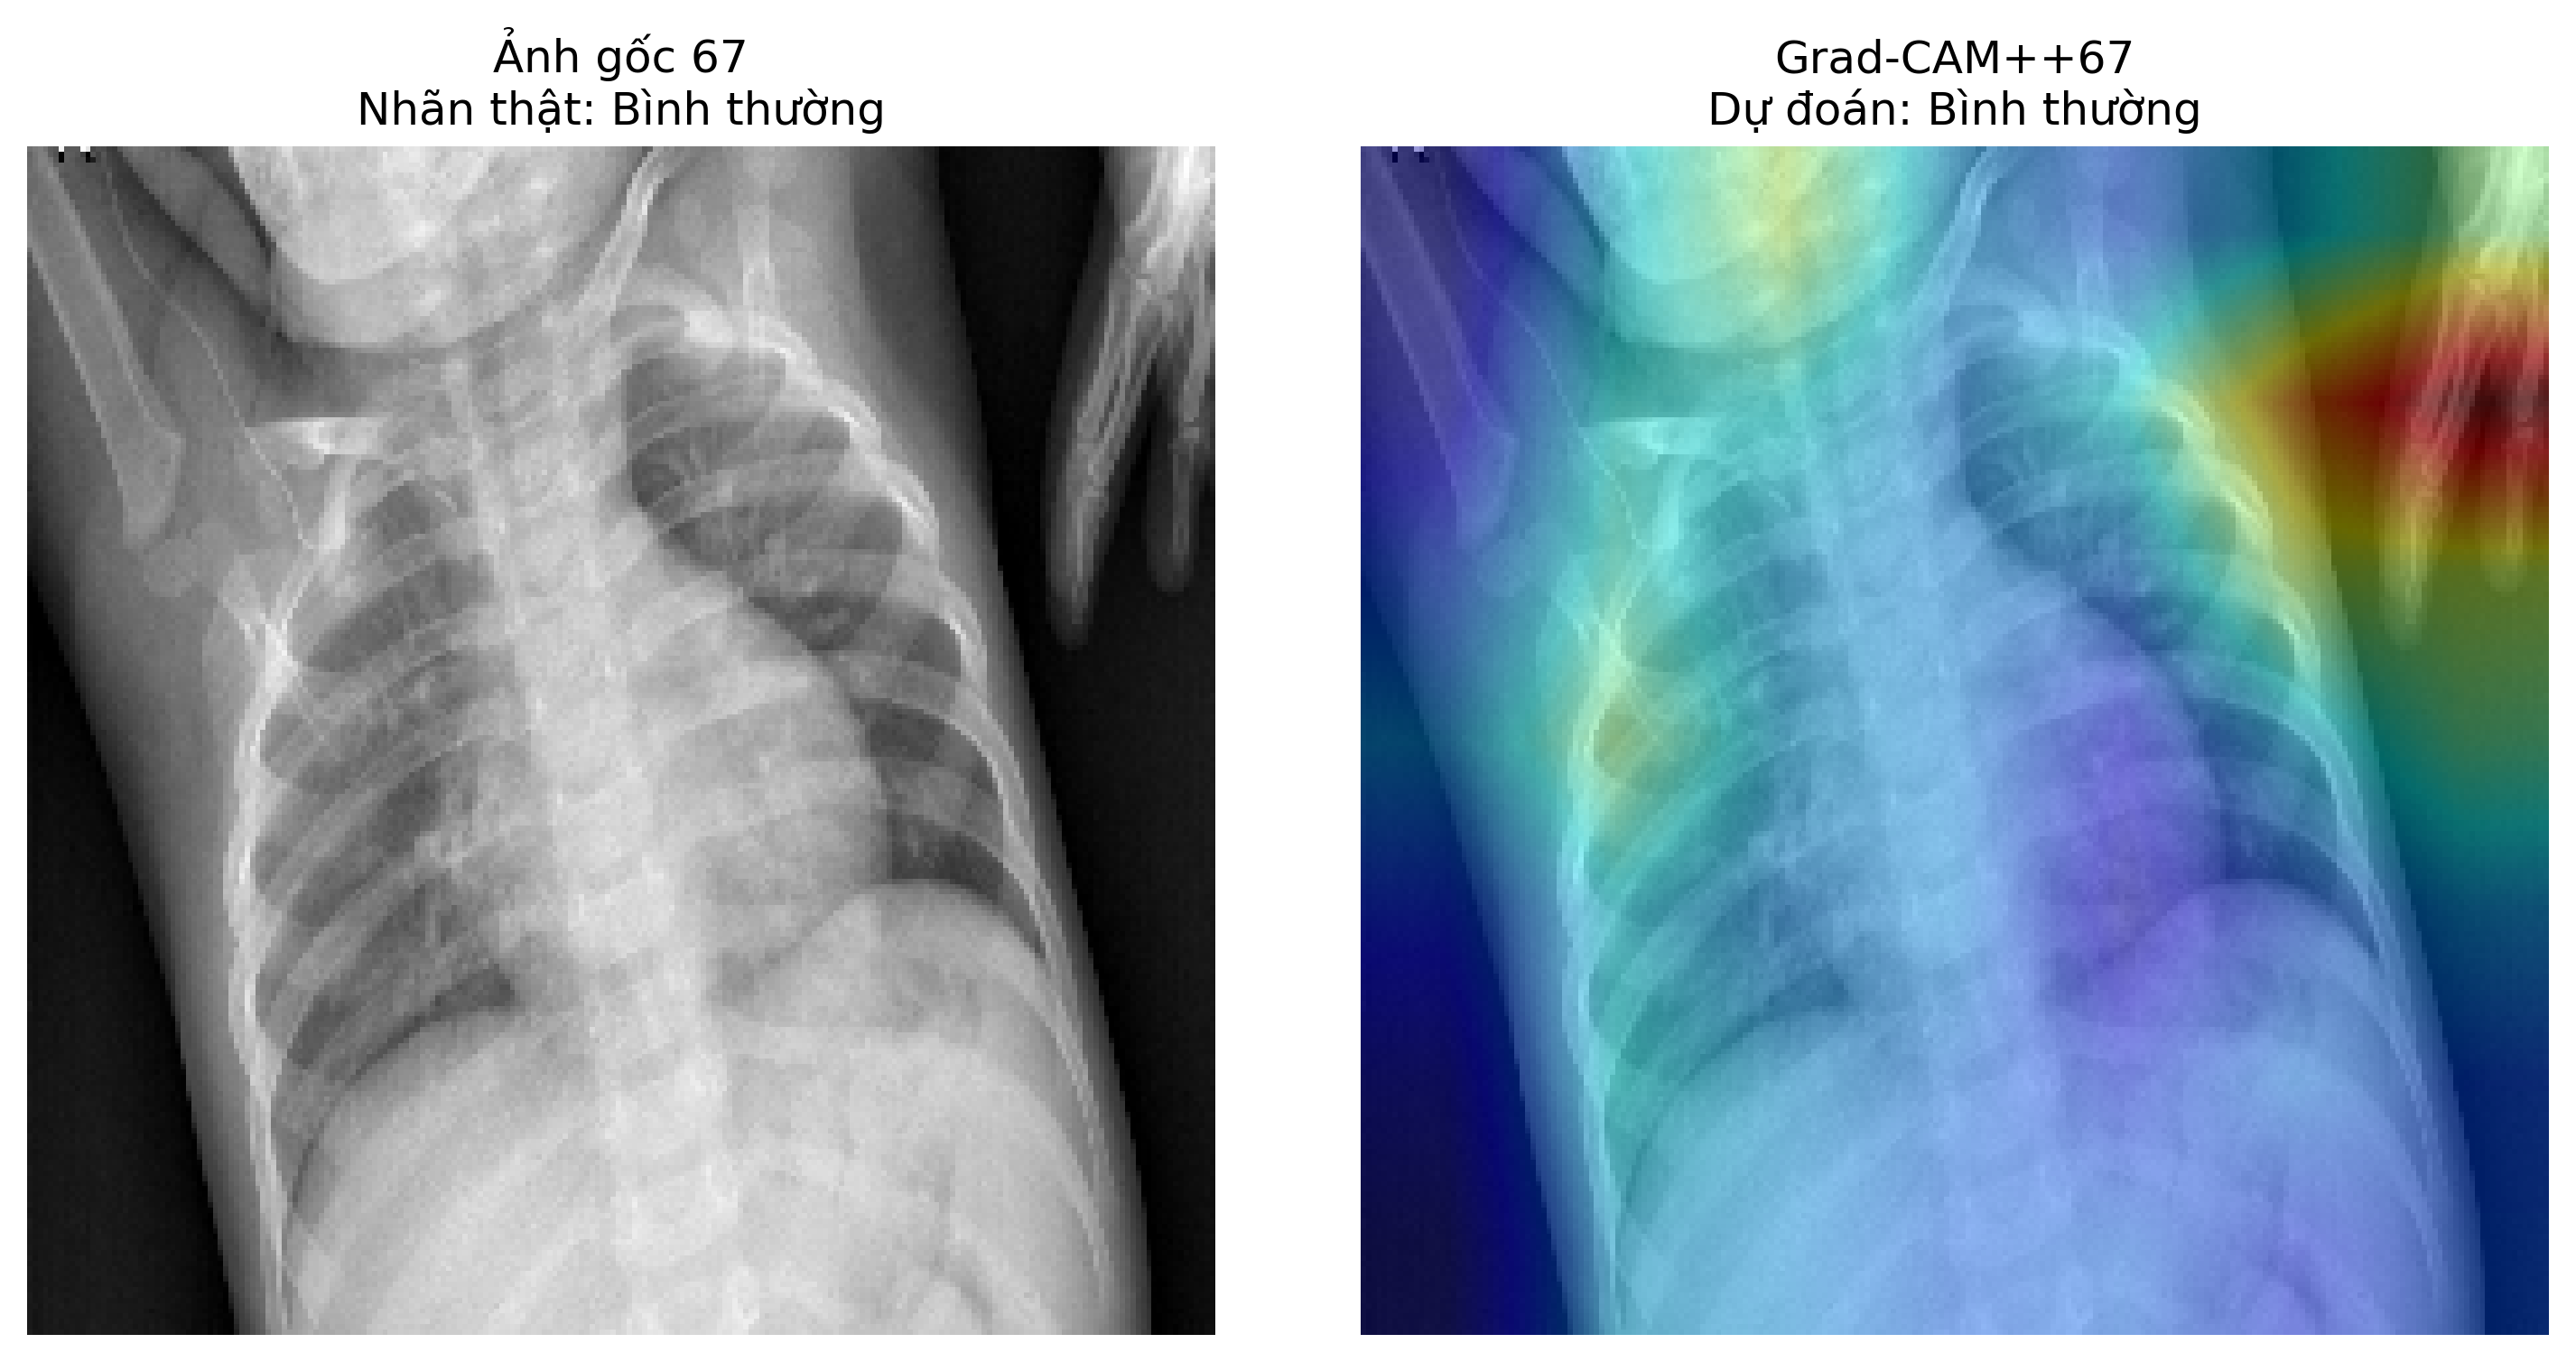 Ảnh gốc 67
Nhãn thật: Bình thường
Grad-CAM++67
Dự đoán: Bình thường